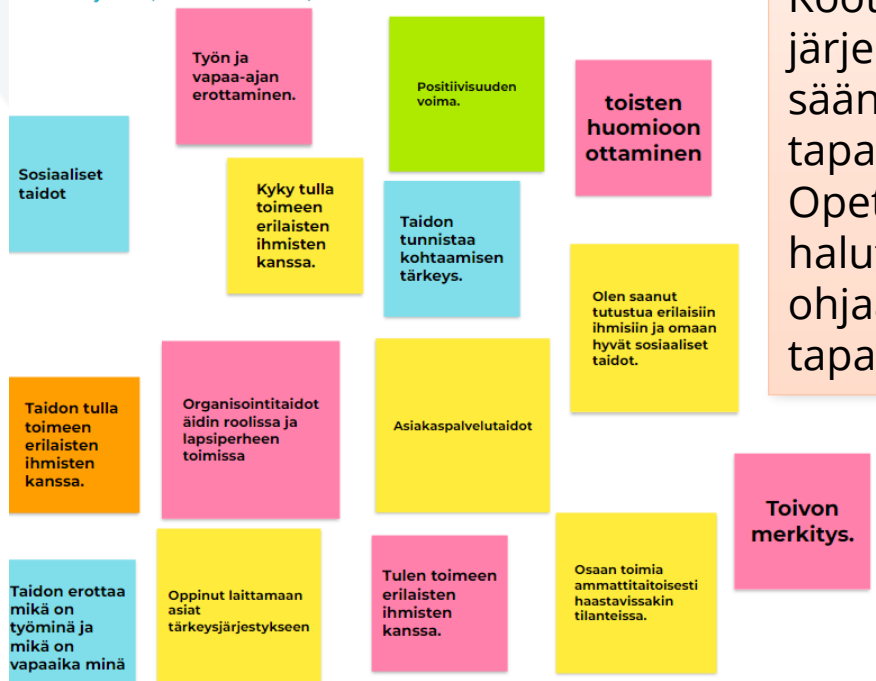 Työn ja
vapaa-ajan
erottaminen.
Positiivisuuden
voima.
toisten
huomioon
ottaminen
Sosiaaliset
taidot
Kyky tulla
toimeen
erilaisten
ihmisten
kanssa.
Taidon
tunnistaa
kohtaamisen
tärkeys.
Olen saanut
tutustua erilaisiin
ihmisiin ja omaan
hyvät sosiaaliset
taidot.
Taidon tulla
toimeen
erilaisten
ihmisten
kanssa.
Organisointitaidot
äidin roolissa ja
lapsiperheen
toimissa
Asiakaspalvelutaidot
Toivon
merkitys.
Taidon erottaa
mikä on
työminä ja
mikä on
vapaaika minä
Oppinut laittamaan
asiat
tärkeysjärjestykseen
Tulen toimeen
erilaisten
ihmisten
kanssa.
Osaan toimia
ammattitaitoisesti
haastavissakin
tilanteissa.
järje
sään
tapa
Opet
halu
ohja
tapa